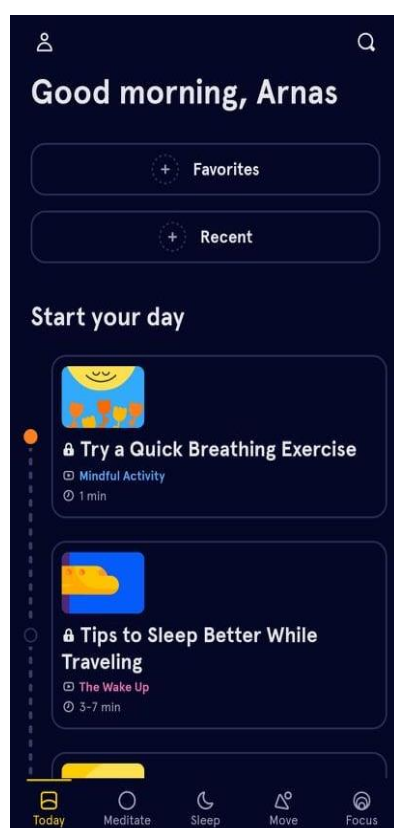 Good morning, Arnas
Favorites
Recent
Start your day
Try a Quick Breathing Exercise
Mindful Activity
1 min
Tips to Sleep Better While
Traveling
The Wake Up
3-7 min
Today Meditate Sleep Move Focus